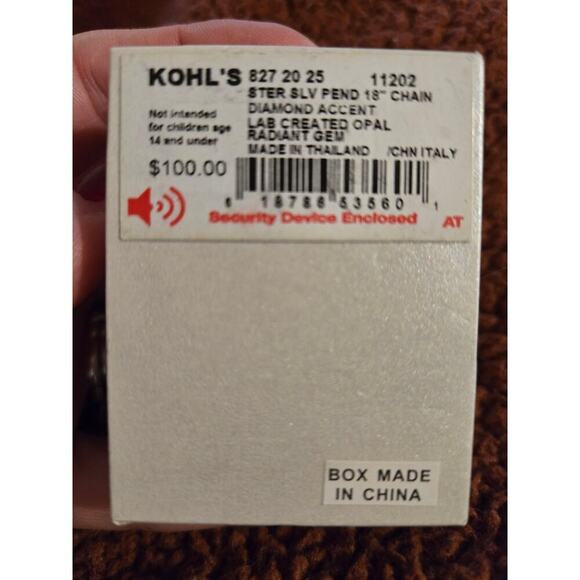 KOHL'S 827 20 25 11202
STER SLV PEND 18" CHAIN
DIAMOND ACCENT
LAB CREATED OPAL
RADIANT GEM
MADE IN THAILAND /CHN ITALY
Not intended
for children age
14 and under
$100.00
6 18786 53560 1
Security Device Enclosed AT
BOX MADE
IN CHINA